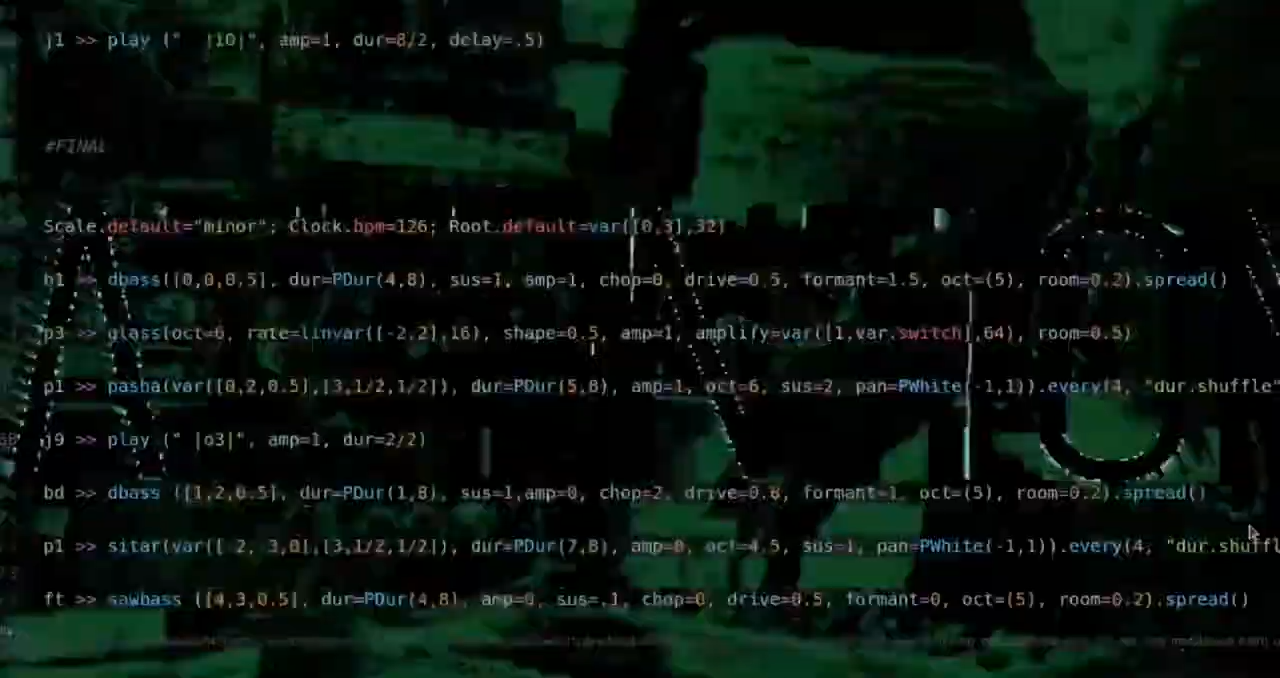 j1 >> play ("  |i0|", amp=1, dur=8/2, delay=.5)
#FINAL
Scale.default="minor"; Clock.bpm=126; Root.default=var([0,3],32)
b1 >> dbass([0,0,0,5], dur=PDur(4,8), sus=1, amp=1, chop=0, drive=0.5, formant=1.5, oct=(5), room=0.2).spread()
p3 >> glass(oct=6, rate=linvar([-2,2],16), shape=0.5, amp=1, amplify=var([1,var.switch],64), room=0.5)
p1 >> pasha(var([0,2,0.5],[3,1/2,1/2]), dur=PDur(5,8), amp=1, oct=6, sus=2, pan=PWhite(-1,1)).every(4, "dur.shuffle"
j9 >> play (" |o3|", amp=1, dur=2/2)
bd >> dbass ([1,2,0.5], dur=PDur(1,8), sus=1,amp=0, chop=2, drive=0.8, formant=1, oct=(5), room=0.2).spread()
p1 >> sitar(var([ 2, 3,0],[3,1/2,1/2]), dur=PDur(7,8), amp=0, oct=4.5, sus=1, pan=PWhite(-1,1)).every(4, "dur.shuffl
ft >> sawbass ([4,3,0.5], dur=PDur(4,8), amp=0, sus=.1, chop=0, drive=0.5, formant=0, oct=(5), room=0.2).spread()